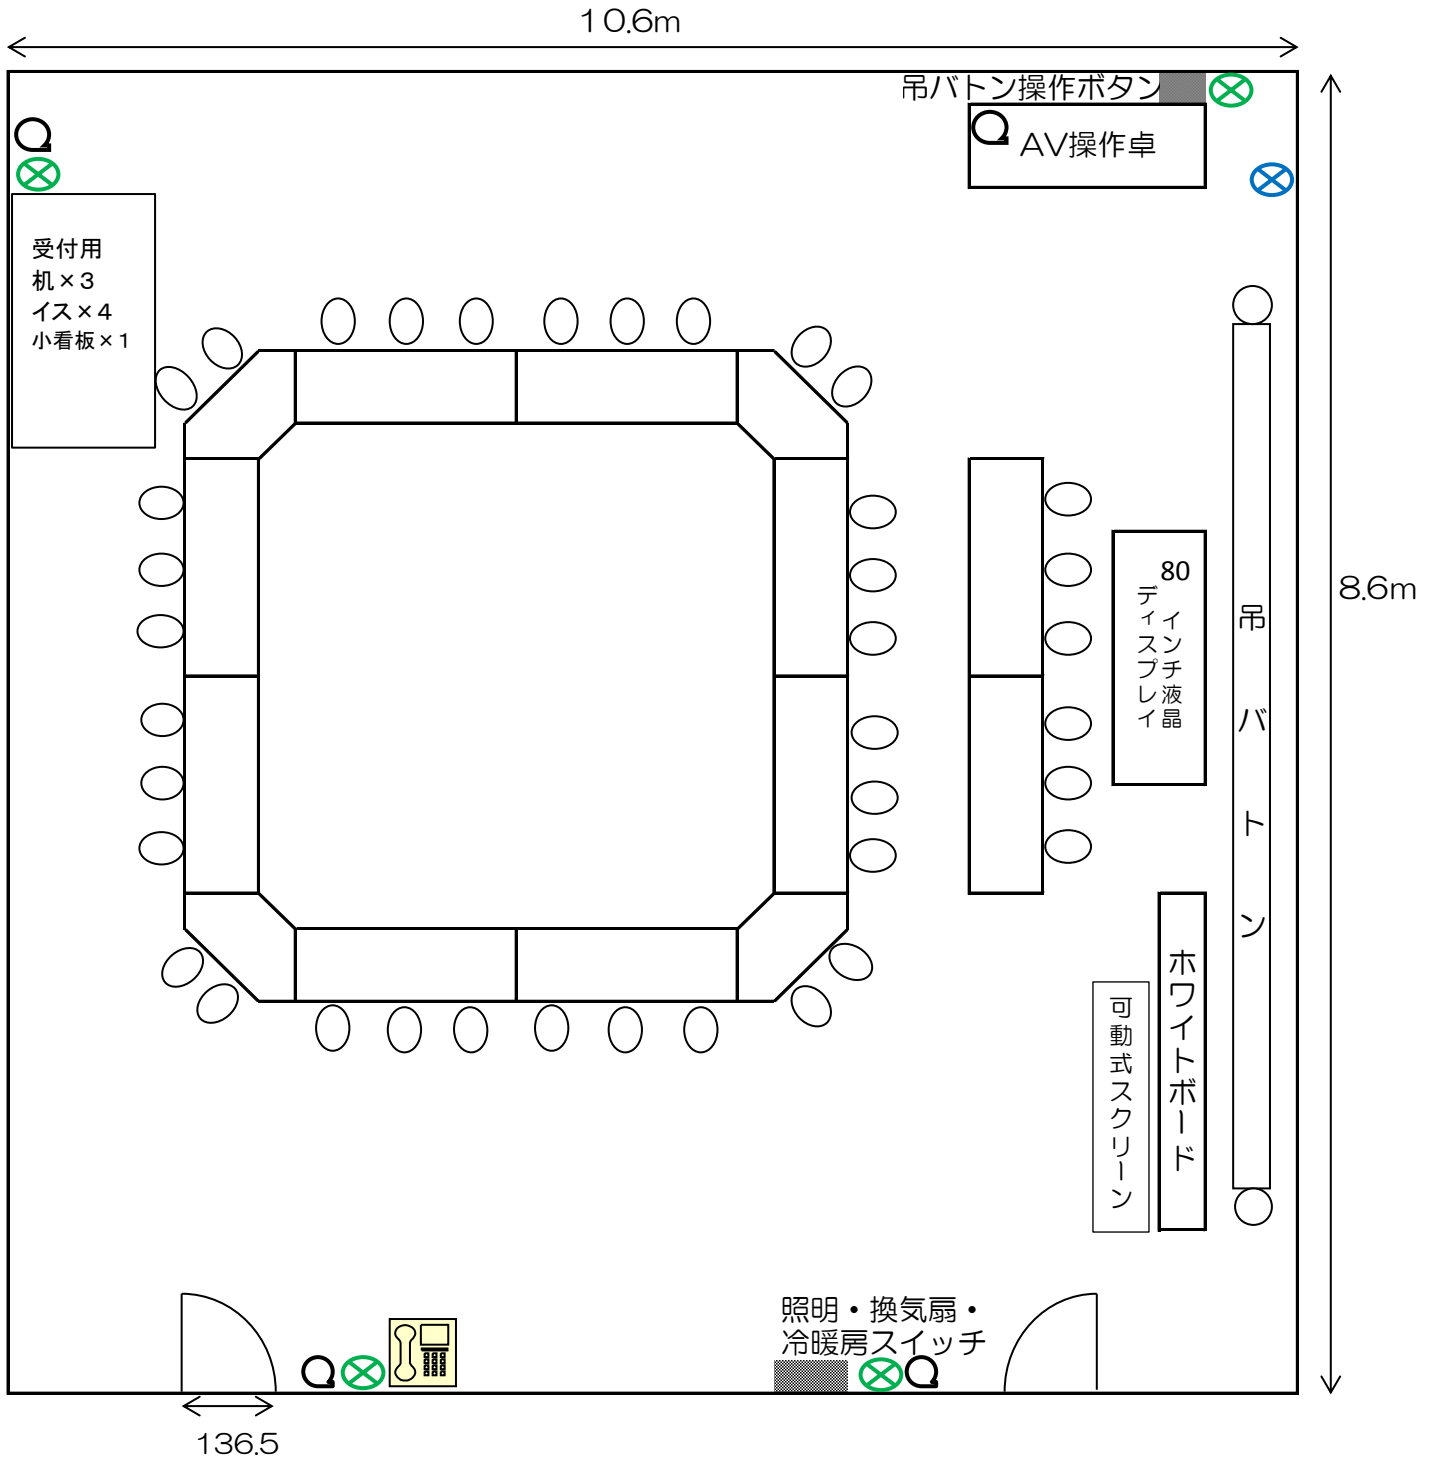 10.6m
吊バトン操作ボタン
AV操作卓
受付用
机×3
イス×4
小看板×1
8.6m
80
インチ液晶
ディスプレイ
吊バトン
ホワイトボード
可動式スクリーン
照明・換気扇・
冷暖房スイッチ
136.5